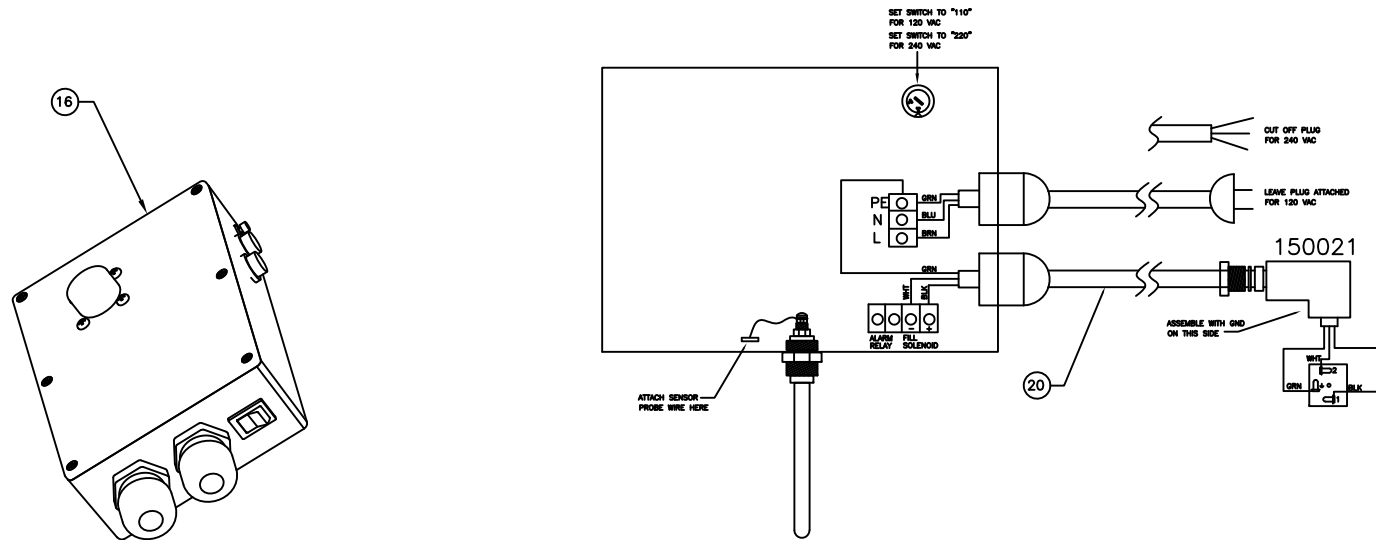 16
SET SWITCH TO "110"
FOR 120 VAC
SET SWITCH TO "220"
FOR 240 VAC
CUT OFF PLUG
FOR 240 VAC
LEAVE PLUG ATTACHED
FOR 120 VAC
PE
GRN
N
BLU
L
BRN
GRN
WHT
BLK
ALARM
RELAY
FILL
SOLENOID
-
+
150021
ASSEMBLE WITH GND
ON THIS SIDE
20
ATTACH SENSOR
PROBE WIRE HERE
WHT
2
GRN
BLK
1